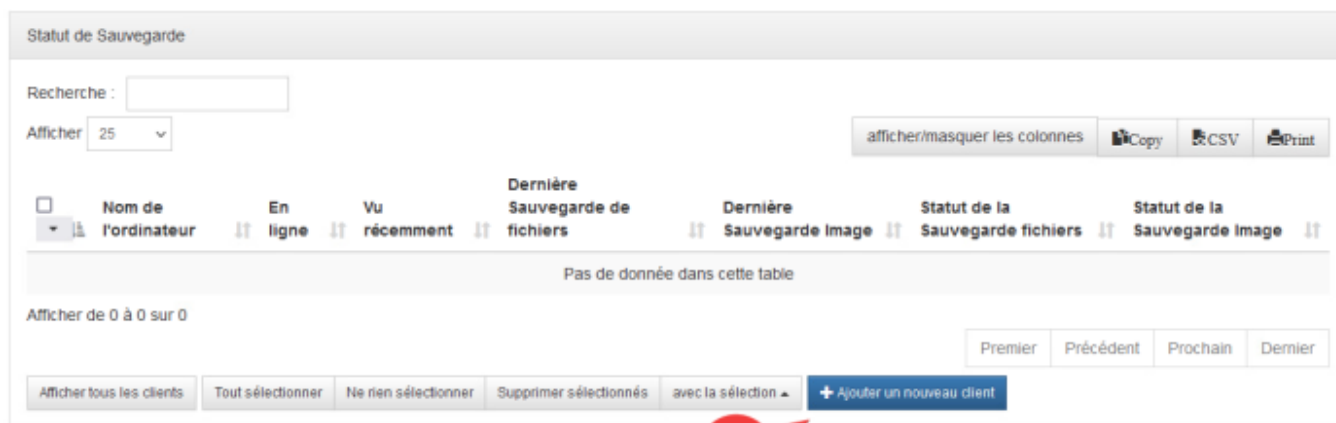 Statut de Sauvegarde
Recherche :
Afficher 25
afficher/masquer les colonnes Copy CSV Print
Nom de l'ordinateur En ligne Vu récemment Dernière Sauvegarde de fichiers Dernière Sauvegarde Image Statut de la Sauvegarde fichiers Statut de la Sauvegarde Image
Pas de donnée dans cette table
Afficher de 0 à 0 sur 0
Premier Précédent Prochain Dernier
Afficher tous les clients Tout sélectionner Ne rien sélectionner Supprimer sélectionnés avec la sélection + Ajouter un nouveau client